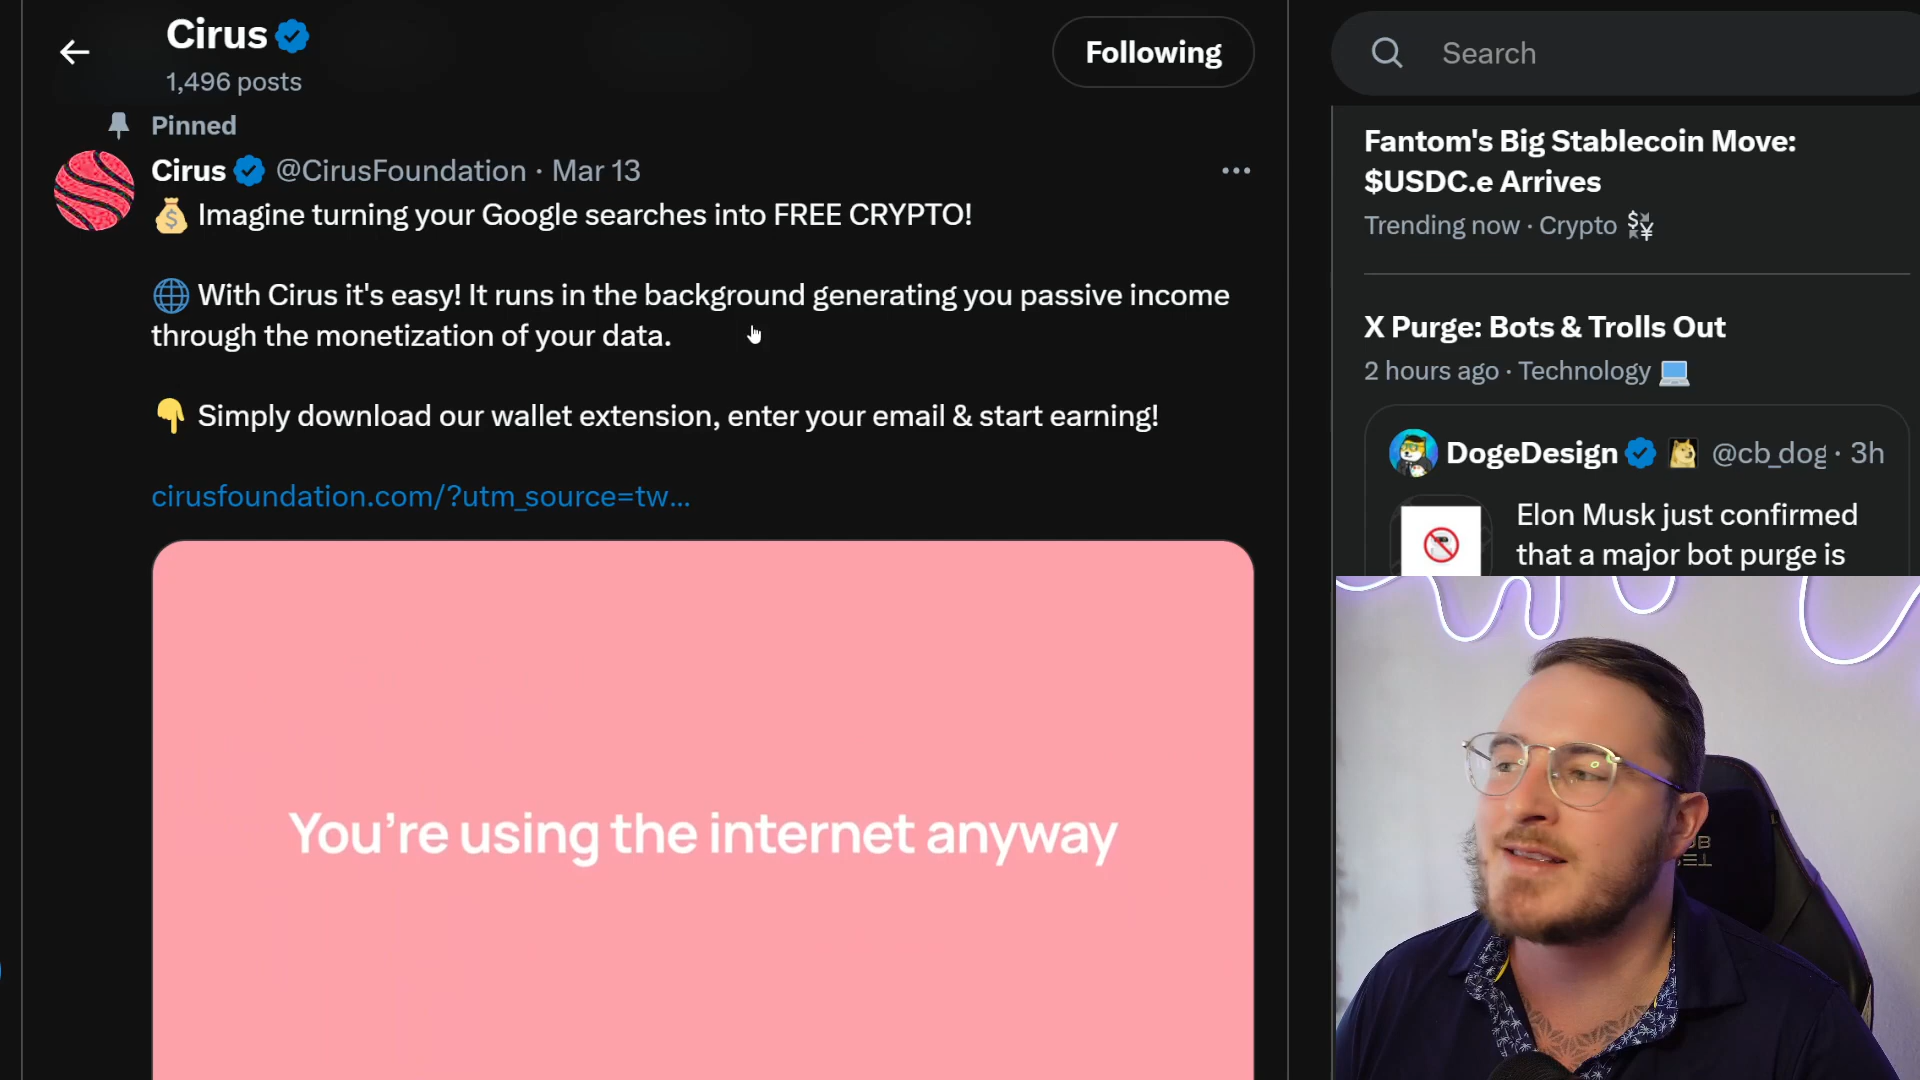 Cirus
1,496 posts
Following
Pinned
Cirus @CirusFoundation · Mar 13
💰 Imagine turning your Google searches into FREE CRYPTO!
🌐 With Cirus it's easy! It runs in the background generating you passive income
through the monetization of your data.
👇 Simply download our wallet extension, enter your email & start earning!
cirusfoundation.com/?utm_source=tw...
You're using the internet anyway
Search
Fantom's Big Stablecoin Move:
$USDC.e Arrives
Trending now · Crypto 💱
X Purge: Bots & Trolls Out
2 hours ago · Technology 💻
DogeDesign @cb_dog · 3h
Elon Musk just confirmed
that a major bot purge is